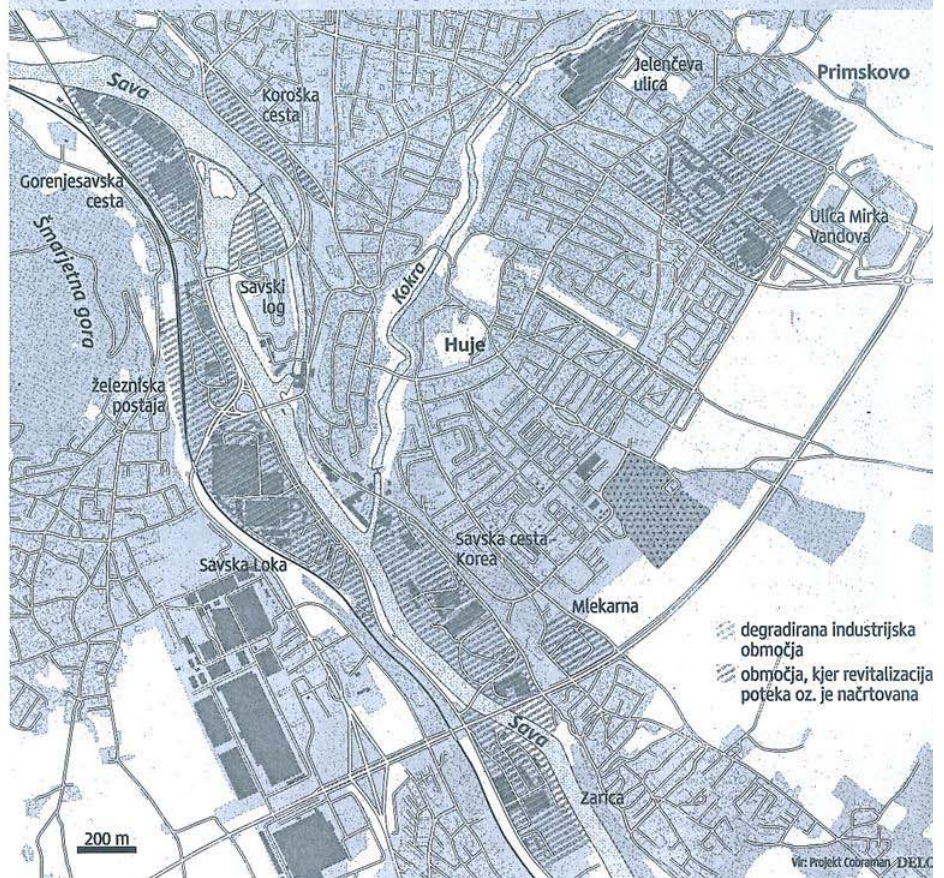 Sava
Koroška
cesta
Jelenčeva
ulica
Primskovo
Gorenjesavska
cesta
Ulica Mirka
Vandova
Šmarjetna gora
Savski
log
Kokra
Huje
železniska
postaja
Savska cesta -
Korea
Savska Loka
Mlekarna
degradirana industrijska
območja
območja, kjer revitalizacija
poteka oz. je načrtovana
Sava
Zarica
200 m
Vir: Projekt Cobraman DELO